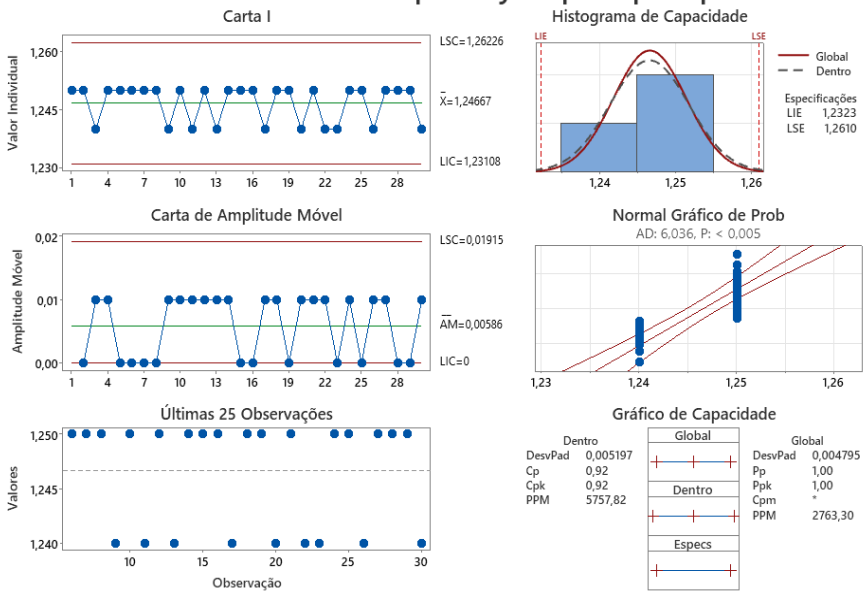 Carta I
Valor Individual
1,260
1,245
1,230
1 4 7 10 13 16 19 22 25 28
LSC=1,26226
X=1,24667
LIC=1,23108
Histograma de Capacidade
LIE LSE
1,24 1,25 1,26
Global
Dentro
Especificações
LIE 1,2323
LSE 1,2610
Carta de Amplitude Móvel
Amplitude Móvel
0,02
0,01
0,00
1 4 7 10 13 16 19 22 25 28
LSC=0,01915
AM=0,00586
LIC=0
Normal Gráfico de Prob
AD: 6,036, P: < 0,005
1,23 1,24 1,25 1,26
Últimas 25 Observações
Valores
1,250
1,245
1,240
10 15 20 25 30
Observação
Gráfico de Capacidade
Dentro
DesvPad 0,005197
Cp 0,92
Cpk 0,92
PPM 5757,82
Global
Dentro
Especs
Global
DesvPad 0,004795
Pp 1,00
Ppk 1,00
Cpm *
PPM 2763,30